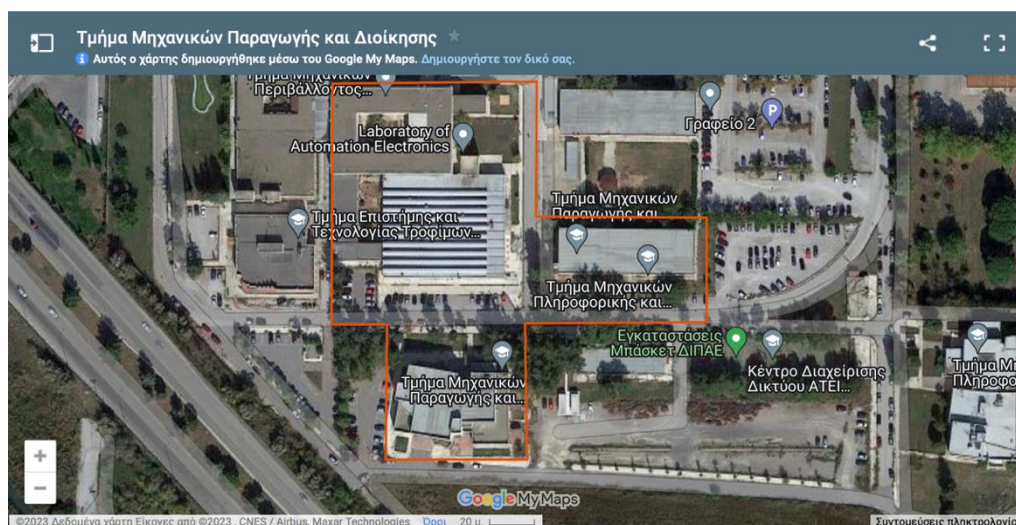 Τμήμα Μηχανικών Παραγωγής και Διοίκησης
Αυτός ο χάρτης δημιουργήθηκε μέσω του Google My Maps. Δημιουργήστε τον δικό σας.
Τμήμα Μηχανικών
Περιβάλλοντος...
Laboratory of
Automation Electronics
Γραφείο 2
P
Τμήμα Μηχανικών
Παραγωγής και
Τμήμα Επιστήμης και
Τεχνολογίας Τροφίμων...
Τμήμα Μηχανικών
Πληροφορικής και...
Εγκαταστάσεις
Μπάσκετ ΔΙΠΑΕ
Κέντρο Διαχείρισης
Δικτύου ΑΤΕΙ...
Τμήμα Μη
Πληροφο
Τμήμα Μηχανικών
Παραγωγής και...
+
−
Google My Maps
©2023 Δεδομένα χάρτη Εικόνες από ©2023 , CNES / Airbus, Maxar Technologies Όροι 20 μ.
Συντομεύσεις πληκτρολογίο